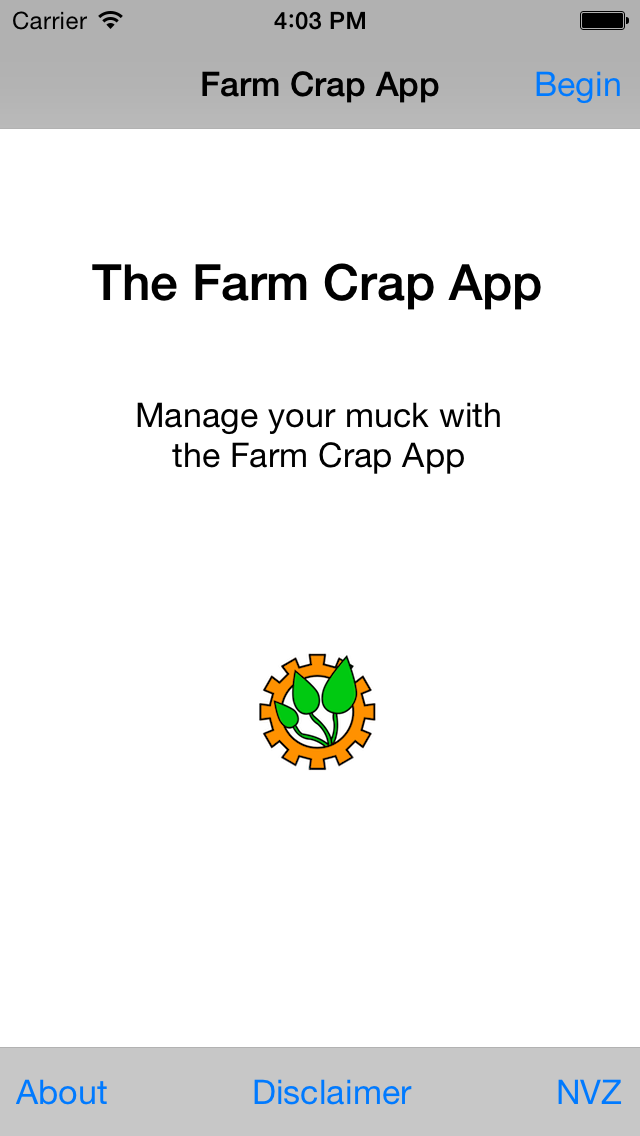 Carrier 4:03 PM
Farm Crap App Begin
The Farm Crap App
Manage your muck with
the Farm Crap App
About Disclaimer NVZ